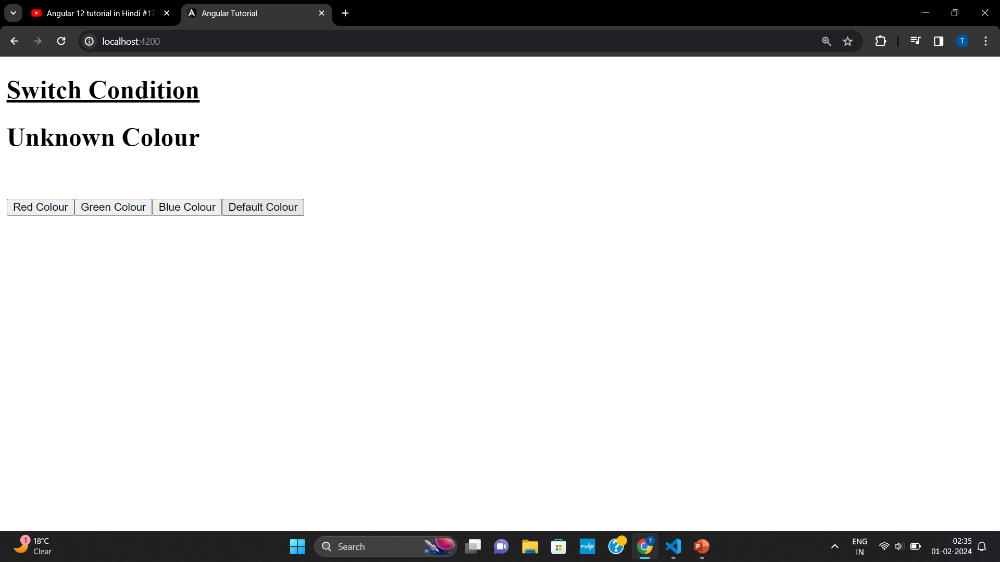 Angular 12 tutorial in Hindi #17
Angular Tutorial
localhost:4200
T
Switch Condition
Unknown Colour
Red Colour Green Colour Blue Colour Default Colour
1
18°C
Clear
Search
myhp
T
P
ENG
IN
02:35
01-02-2024